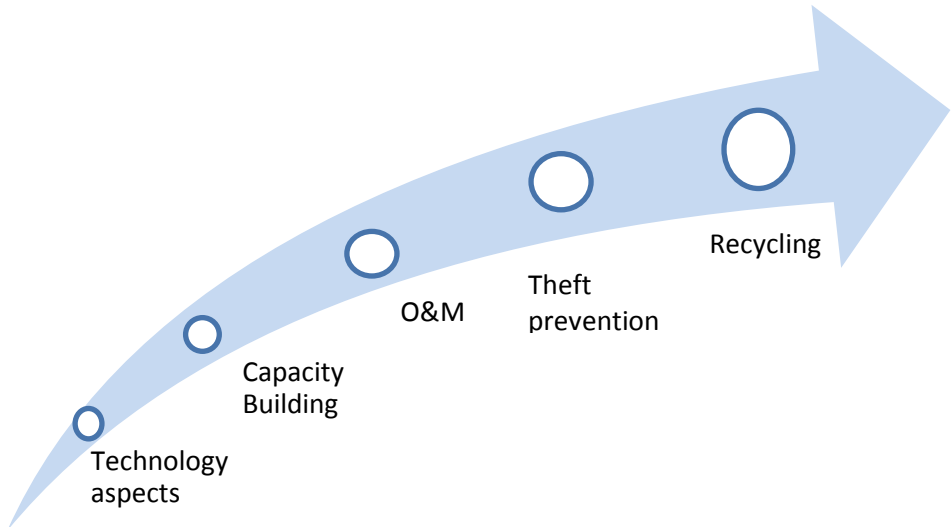 Technology
aspects
Capacity
Building
O&M
Theft
prevention
Recycling